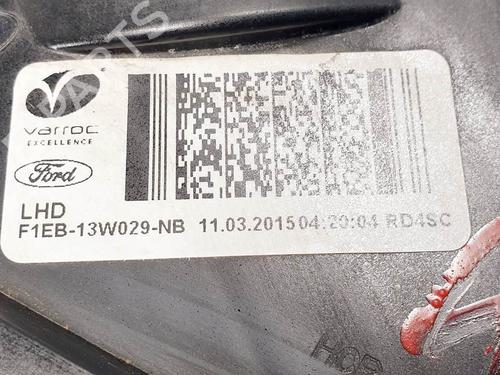 varroc
EXCELLENCE
Ford
LHD
F1EB-13W029-NB 11.03.2015 04:20:04 RD4SC